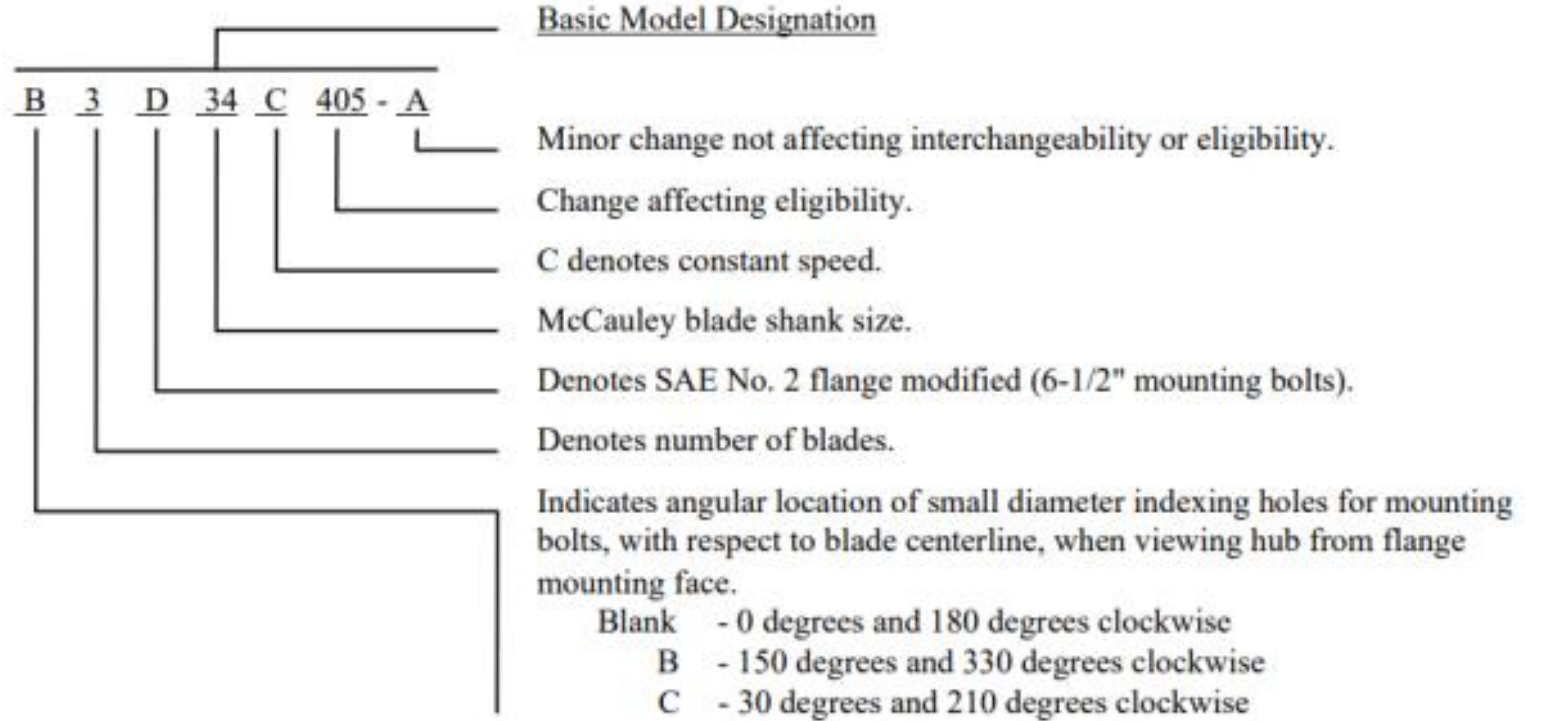 Basic Model Designation
B 3 D 34 C 405 - A
Minor change not affecting interchangeability or eligibility.
Change affecting eligibility.
C denotes constant speed.
McCauley blade shank size.
Denotes SAE No. 2 flange modified (6-1/2" mounting bolts).
Denotes number of blades.
Indicates angular location of small diameter indexing holes for mounting
bolts, with respect to blade centerline, when viewing hub from flange
mounting face.
Blank - 0 degrees and 180 degrees clockwise
B - 150 degrees and 330 degrees clockwise
C - 30 degrees and 210 degrees clockwise